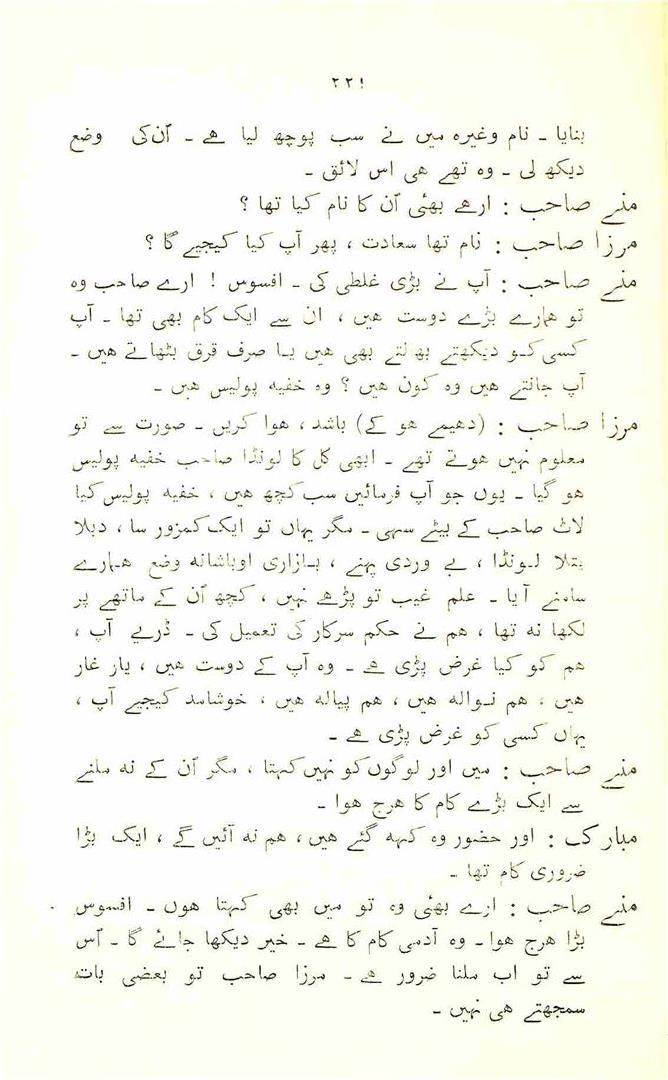 ۲۲۱
بنایا - نام وغیرہ میں نے سب پوچھ لیا ہے - اُن کی وضع
دیکھ لی - وہ تھے ہی اس لائق -
منے صاحب : ارے بھئی اُن کا نام کیا تھا ؟
مرزا صاحب : نام تھا سعادت ، پھر آپ کیا کیجیے گا ؟
منے صاحب : آپ نے بڑی غلطی کی - افسوس ! ارے صاحب وہ
تو ہمارے بڑے دوست ہیں ، ان سے ایک کام بھی تھا - آپ
کسی کو دیکھتے بھالتے بھی ہیں یا صرف قرق بٹھاتے ہیں -
آپ جانتے ہیں وہ کون ہیں ؟ وہ خفیہ پولیس ہیں -
مرزا صاحب : (دھیمے ہو کے) باشد ، ہوا کریں - صورت سے تو
معلوم نہیں ہوتے تھے - ابھی کل کا لونڈا صاحب خفیہ پولیس
ہو گیا - یوں جو آپ فرمائیں سب کچھ ہیں ، خفیہ پولیس کیا
لاٹ صاحب کے بیٹے سہی - مگر یہاں تو ایک کمزور سا ، دبلا
پتلا لونڈا ، بے وردی پہنے ، بازاری اوباشانہ وضع ہمارے
سامنے آیا - علم غیب تو پڑھے نہیں ، کچھ اُن کے ماتھے پر
لکھا نہ تھا ، ہم نے حکم سرکار کی تعمیل کی - ڈریے آپ ،
ہم کو کیا غرض پڑی ہے - وہ آپ کے دوست ہیں ، یار غار
ہیں ، ہم نوالہ ہیں ، ہم پیالہ ہیں ، خوشامد کیجیے آپ ،
یہاں کسی کو غرض پڑی ہے -
منے صاحب : میں اور لوگوں کو نہیں کہتا ، مگر اُن کے نہ ملنے
سے ایک بڑے کام کا ہرج ہوا -
مبارک : اور حضور وہ کہہ گئے ہیں ، ہم نہ آئیں گے ، ایک بڑا
ضروری کام تھا -
منے صاحب : ارے بھئی وہ تو میں بھی کہتا ہوں - افسوس
بڑا ہرج ہوا - وہ آدمی کام کا ہے - خیر دیکھا جائے گا - اُس
سے تو اب ملنا ضرور ہے - مرزا صاحب تو بعضی بات
سمجھتے ہی نہیں -